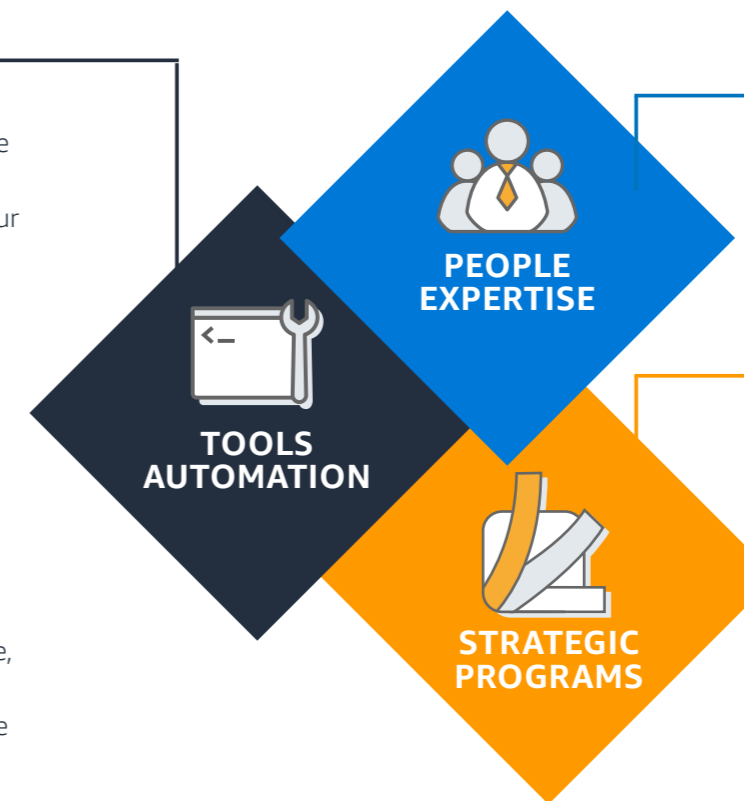 PEOPLE
EXPERTISE
<_
TOOLS
AUTOMATION
STRATEGIC
PROGRAMS